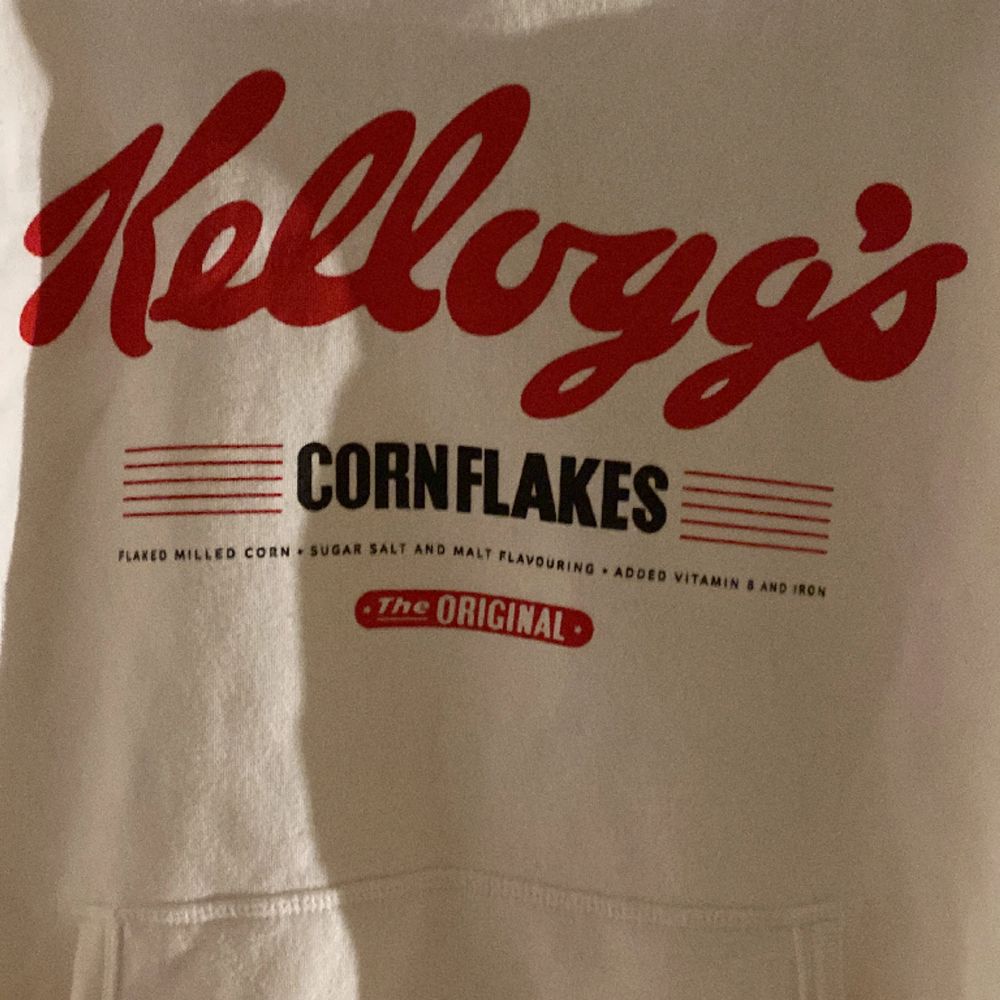 Kellogg's
CORNFLAKES
FLAKED MILLED CORN • SUGAR SALT AND MALT FLAVOURING • ADDED VITAMIN B AND IRON
The ORIGINAL